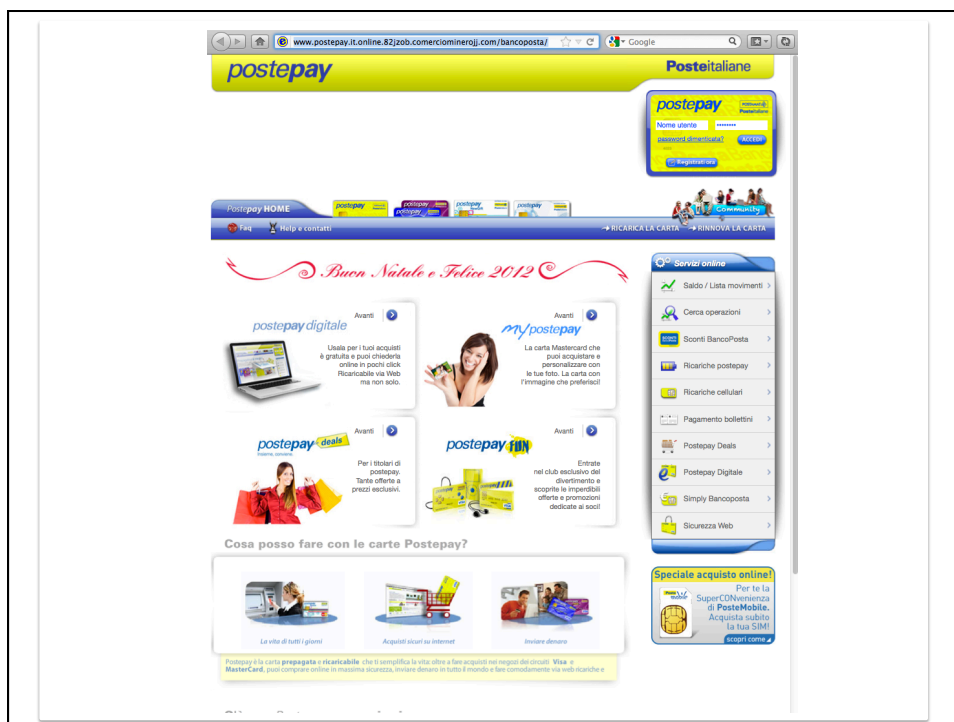 www.postepay.it.online.82jzob.comerciominerojj.com/bancoposta/
Google
postepay
Posteitaliane
postepay
Posteitaliane
Nome utente
••••••••
password dimenticata?
ACCEDI
Registrati ora
Postepay HOME
postepay
postepay
postepay
postepay
postepay
Community
Faq
Help e contatti
RICARICA LA CARTA
RINNOVA LA CARTA
Buon Natale e Felice 2012
Servizi online
Saldo / Lista movimenti
Cerca operazioni
Sconti BancoPosta
Ricariche postepay
Ricariche cellulari
Pagamento bollettini
Postepay Deals
Postepay Digitale
Simply Bancoposta
Sicurezza Web
Avanti
postepay digitale
Usala per i tuoi acquisti
è gratuita e puoi chiederla
online in pochi click
Ricaricabile via Web
ma non solo.
Avanti
my postepay
La carta Mastercard che
puoi acquistare e
personalizzare con
le tue foto. La carta con
l'immagine che preferisci!
Avanti
postepay deals
insieme, conviene
Per i titolari di
postepay.
Tante offerte a
prezzi esclusivi.
Avanti
postepay FUN
Entrate
nel club esclusivo del
divertimento e
scoprite le imperdibili
offerte e promozioni
dedicate ai soci!
Cosa posso fare con le carte Postepay?
La vita di tutti i giorni
Acquisti sicuri su internet
Inviare denaro
Postepay è la carta prepagata e ricaricabile che ti semplifica la vita: oltre a fare acquisti nei negozi dei circuiti Visa e
MasterCard, puoi comprare online in massima sicurezza, inviare denaro in tutto il mondo e fare comodamente via web ricariche e
Speciale acquisto online!
Per te la
SuperCONvenienza
di PosteMobile.
Acquista subito
la tua SIM!
scopri come